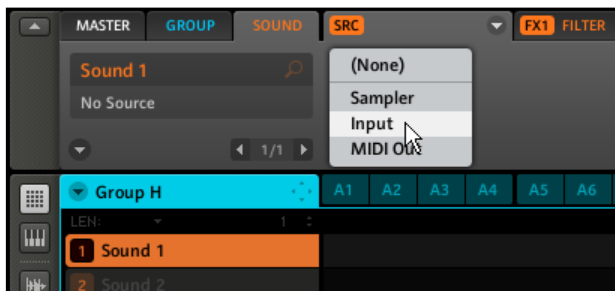 MASTER GROUP SOUND SRC FX1 FILTER
Sound 1
No Source
1/1
(None)
Sampler
Input
MIDI OUT
Group H A1 A2 A3 A4 A5 A6
LEN: 1
1 Sound 1
2 Sound 2